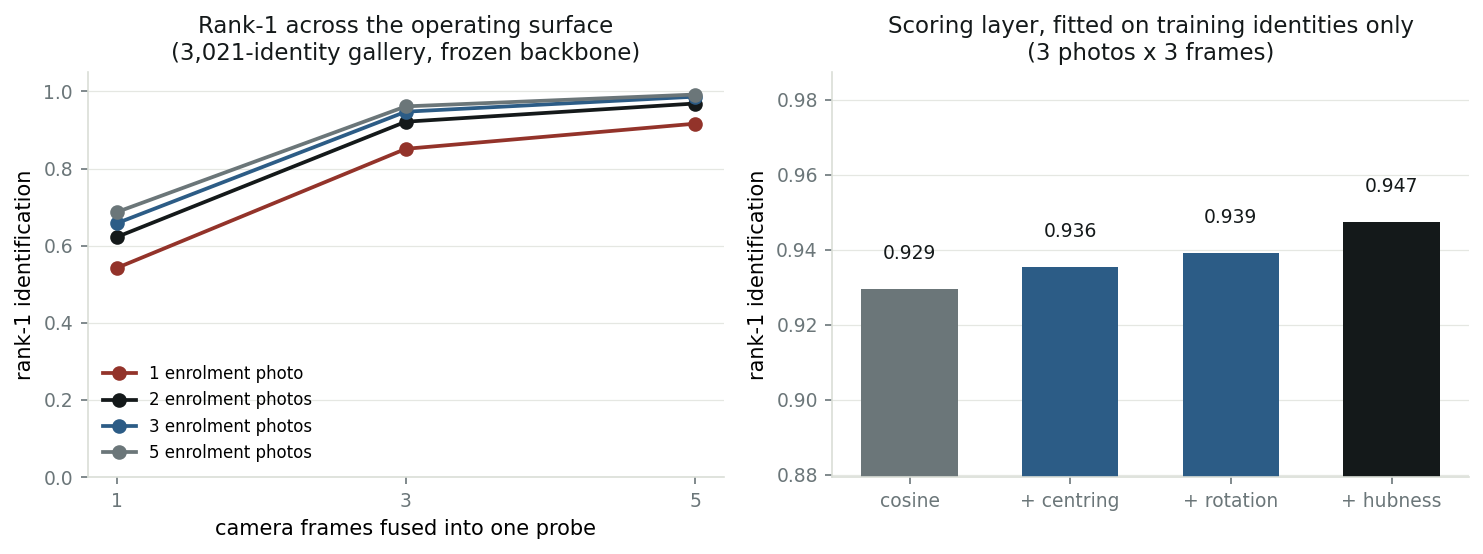 Rank-1 across the operating surface
(3,021-identity gallery, frozen backbone)
rank-1 identification
1.0
0.8
0.6
0.4
0.2
0.0
1 enrolment photo
2 enrolment photos
3 enrolment photos
5 enrolment photos
1 3 5
camera frames fused into one probe
Scoring layer, fitted on training identities only
(3 photos x 3 frames)
rank-1 identification
0.98
0.96
0.94
0.92
0.90
0.88
0.929
0.936
0.939
0.947
cosine + centring + rotation + hubness